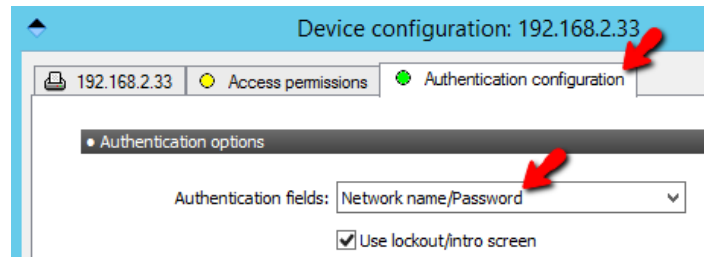 Device configuration: 192.168.2.33
192.168.2.33 Access permissions Authentication configuration
• Authentication options
Authentication fields: Network name/Password
Use lockout/intro screen